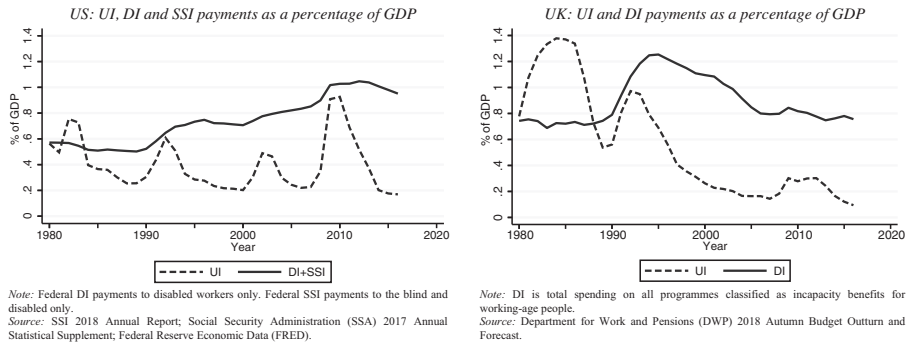 US: UI, DI and SSI payments as a percentage of GDP
1.4
1.2
1
.8
.6
.4
.2
0
% of GDP
1980 1990 2000 2010 2020
Year
UI DI+SSI
Note: Federal DI payments to disabled workers only. Federal SSI payments to the blind and
disabled only.
Source: SSI 2018 Annual Report; Social Security Administration (SSA) 2017 Annual
Statistical Supplement; Federal Reserve Economic Data (FRED).
UK: UI and DI payments as a percentage of GDP
1.4
1.2
1
.8
.6
.4
.2
0
% of GDP
1980 1990 2000 2010 2020
Year
UI DI
Note: DI is total spending on all programmes classified as incapacity benefits for
working-age people.
Source: Department for Work and Pensions (DWP) 2018 Autumn Budget Outturn and
Forecast.